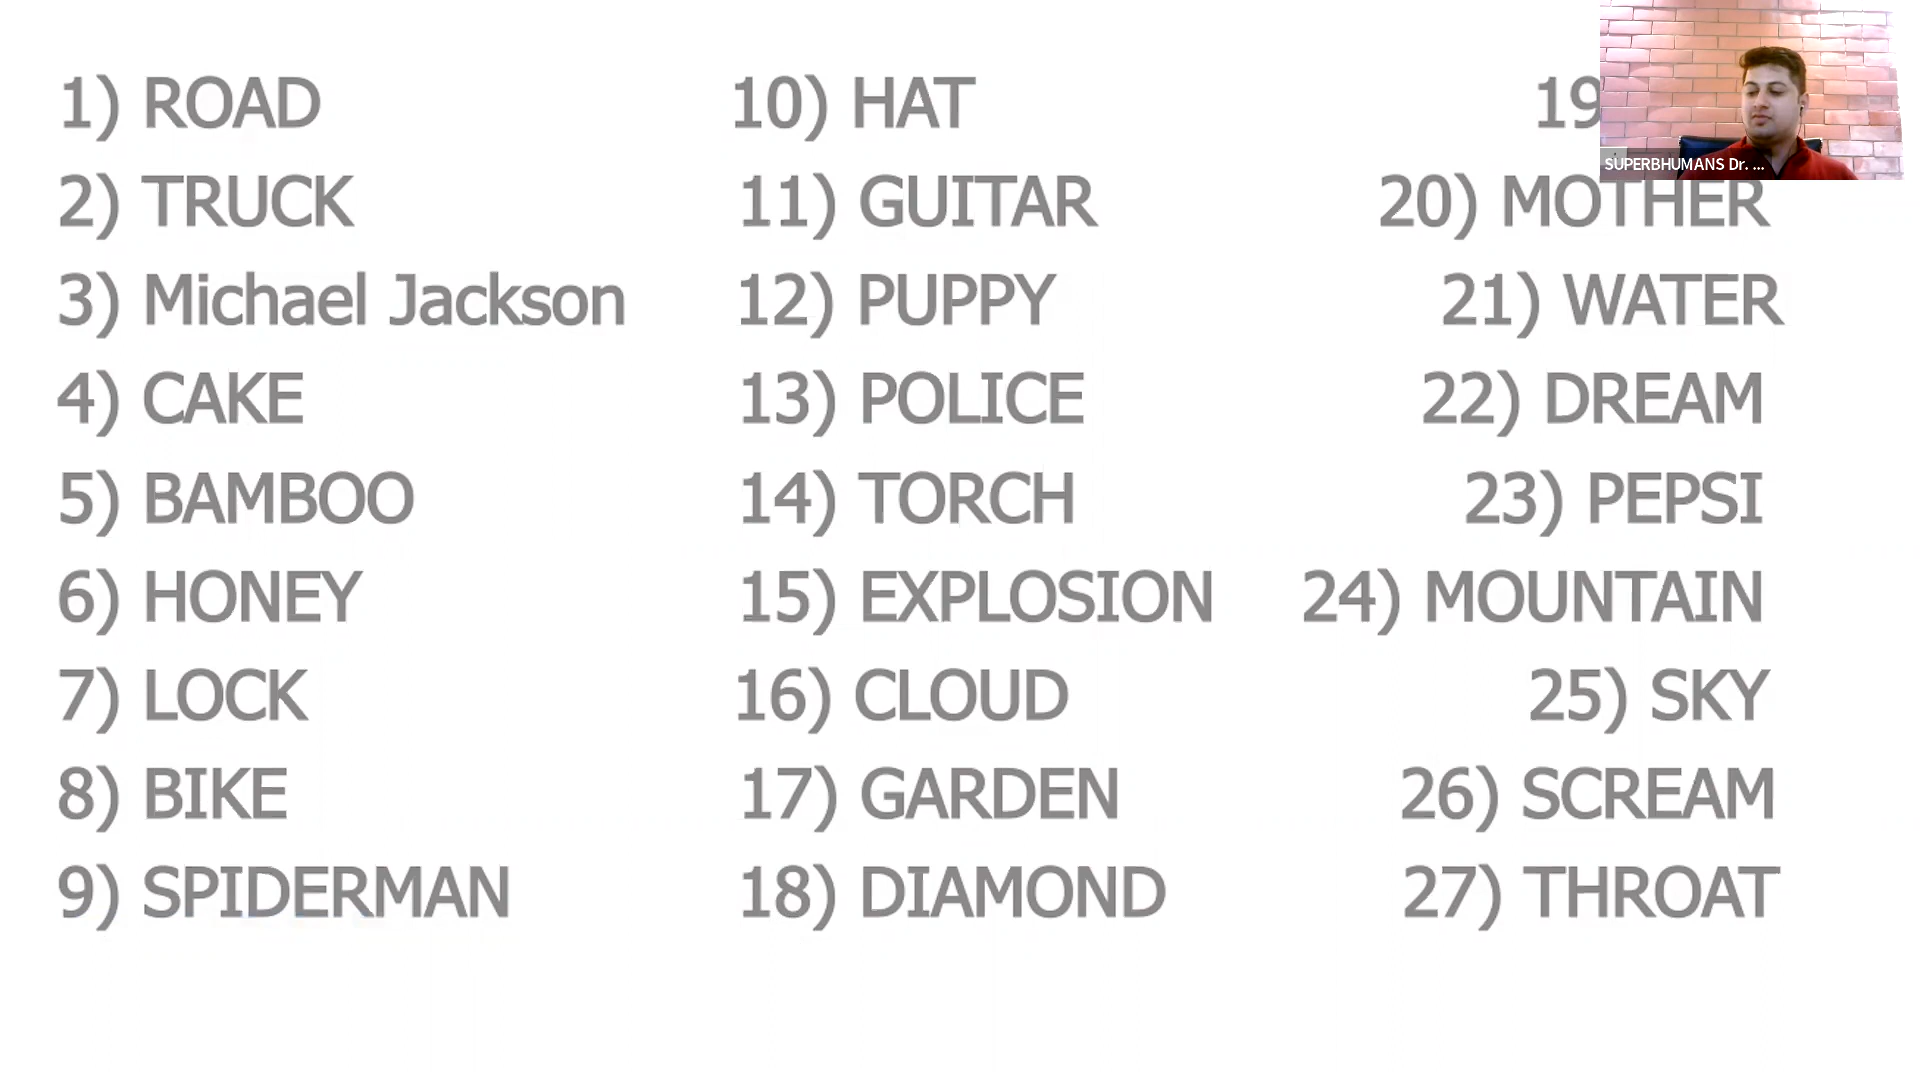 1) ROAD
2) TRUCK
3) Michael Jackson
4) CAKE
5) BAMBOO
6) HONEY
7) LOCK
8) BIKE
9) SPIDERMAN
10) HAT
11) GUITAR
12) PUPPY
13) POLICE
14) TORCH
15) EXPLOSION
16) CLOUD
17) GARDEN
18) DIAMOND
19
20) MOTHER
21) WATER
22) DREAM
23) PEPSI
24) MOUNTAIN
25) SKY
26) SCREAM
27) THROAT
SUPERBHUMANS Dr. ...